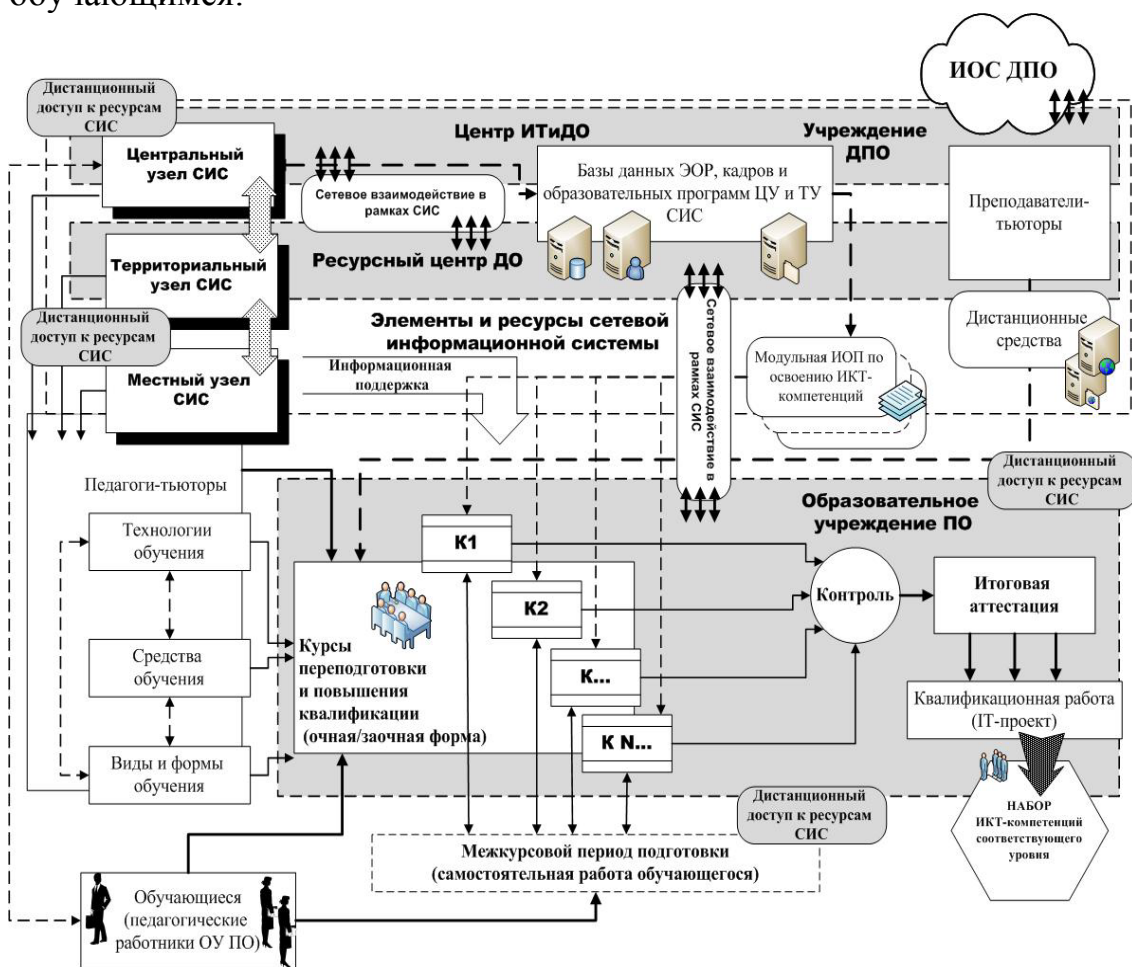 обучающимся.
ИОС ДПО
Дистанционный
доступ к ресурсам
СИС
Центральный
узел СИС
Центр ИТиДО
Учреждение
ДПО
Сетевое взаимодействие в
рамках СИС
Базы данных ЭОР, кадров и
образовательных программ ЦУ и ТУ
СИС
Преподаватели-
тьюторы
Территориальный
узел СИС
Ресурсный центр ДО
Дистанционный
доступ к ресурсам
СИС
Элементы и ресурсы сетевой
информационной системы
Сетевое взаимодействие в
рамках СИС
Дистанционные
средства
Местный узел
СИС
Информационная
поддержка
Модульная ИОП по
освоению ИКТ-
компетенций
Дистанционный
доступ к ресурсам
СИС
Педагоги-тьюторы
Образовательное
учреждение ПО
Технологии
обучения
Средства
обучения
Виды и формы
обучения
К1
К2
К...
К N...
Курсы
переподготовки
и повышения
квалификации
(очная/заочная форма)
Контроль
Итоговая
аттестация
Квалификационная работа
(IT-проект)
НАБОР
ИКТ-компетенций
соответствующего
уровня
Дистанционный
доступ к ресурсам
СИС
Межкурсовой период подготовки
(самостоятельная работа обучающегося)
Обучающиеся
(педагогические
работники ОУ ПО)